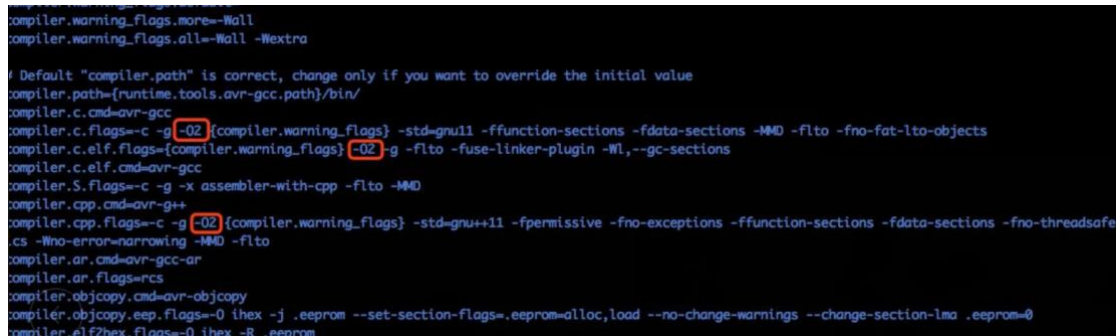 compiler.warning_flags.more=-Wall
compiler.warning_flags.all=-Wall -Wextra
# Default "compiler.path" is correct, change only if you want to override the initial value
compiler.path={runtime.tools.avr-gcc.path}/bin/
compiler.c.cmd=avr-gcc
compiler.c.flags=-c -g -O2 {compiler.warning_flags} -std=gnu11 -ffunction-sections -fdata-sections -MMD -flto -fno-fat-lto-objects
compiler.c.elf.flags={compiler.warning_flags} -O2 -g -flto -fuse-linker-plugin -Wl,--gc-sections
compiler.c.elf.cmd=avr-gcc
compiler.S.flags=-c -g -x assembler-with-cpp -flto -MMD
compiler.cpp.cmd=avr-g++
compiler.cpp.flags=-c -g -O2 {compiler.warning_flags} -std=gnu++11 -fpermissive -fno-exceptions -ffunction-sections -fdata-sections -fno-threadsafe
.cs -Wno-error=narrowing -MMD -flto
compiler.ar.cmd=avr-gcc-ar
compiler.ar.flags=rcs
compiler.objcopy.cmd=avr-objcopy
compiler.objcopy.eep.flags=-O ihex -j .eeprom --set-section-flags=.eeprom=alloc,load --no-change-warnings --change-section-lma .eeprom=0
compiler.elf2hex.flags=-O ihex -R .eeprom